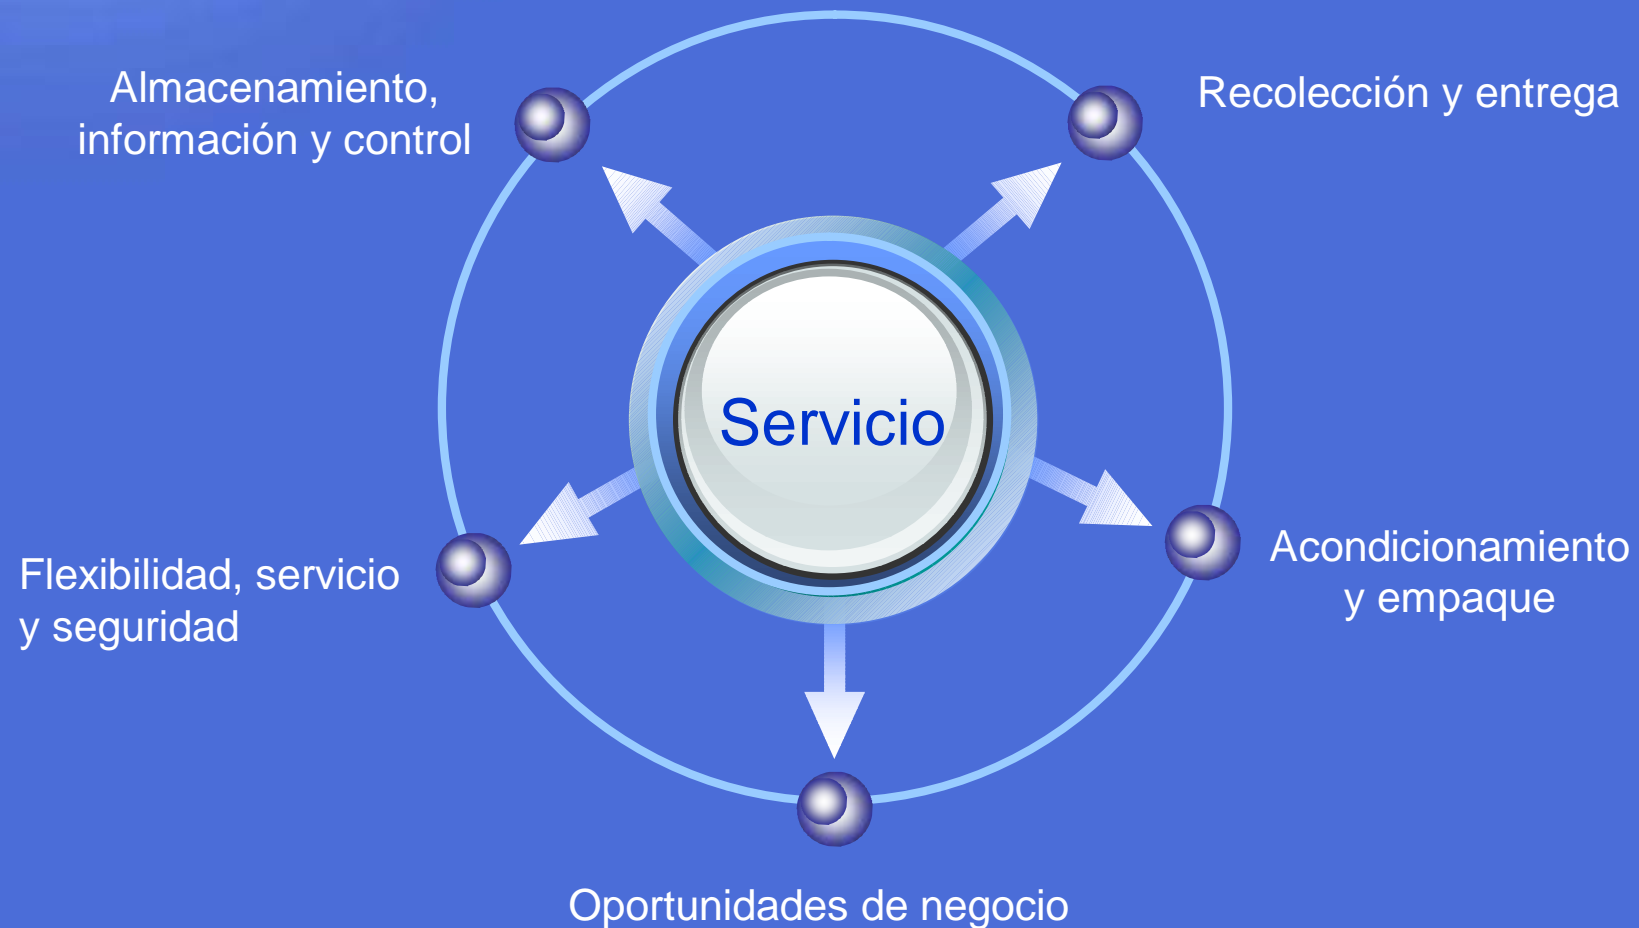 Almacenamiento,
información y control
Recolección y entrega
Servicio
Flexibilidad, servicio
y seguridad
Acondicionamiento
y empaque
Oportunidades de negocio